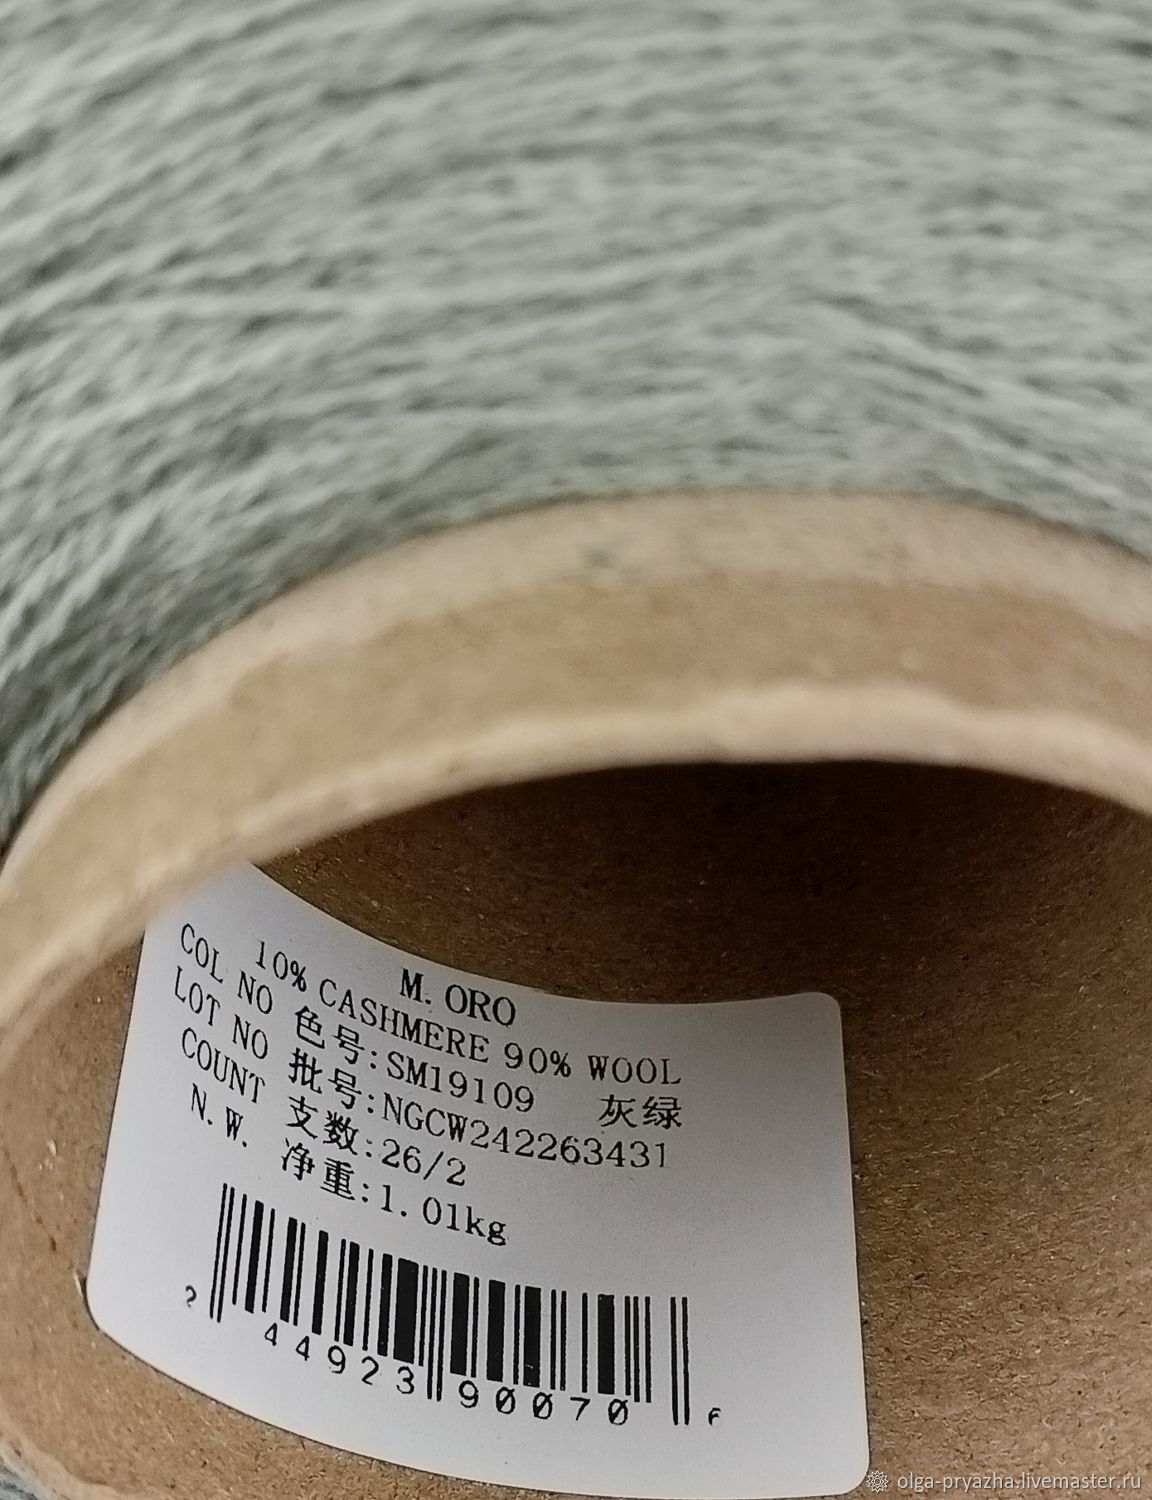 M. ORO
10% CASHMERE 90% WOOL
COL NO 色号:SM19109 灰绿
LOT NO 批号:NGCW242263431
COUNT 支数:26/2
N.W. 净重:1.01kg
2 44923 90070 6
olga-pryazha.livemaster.ru